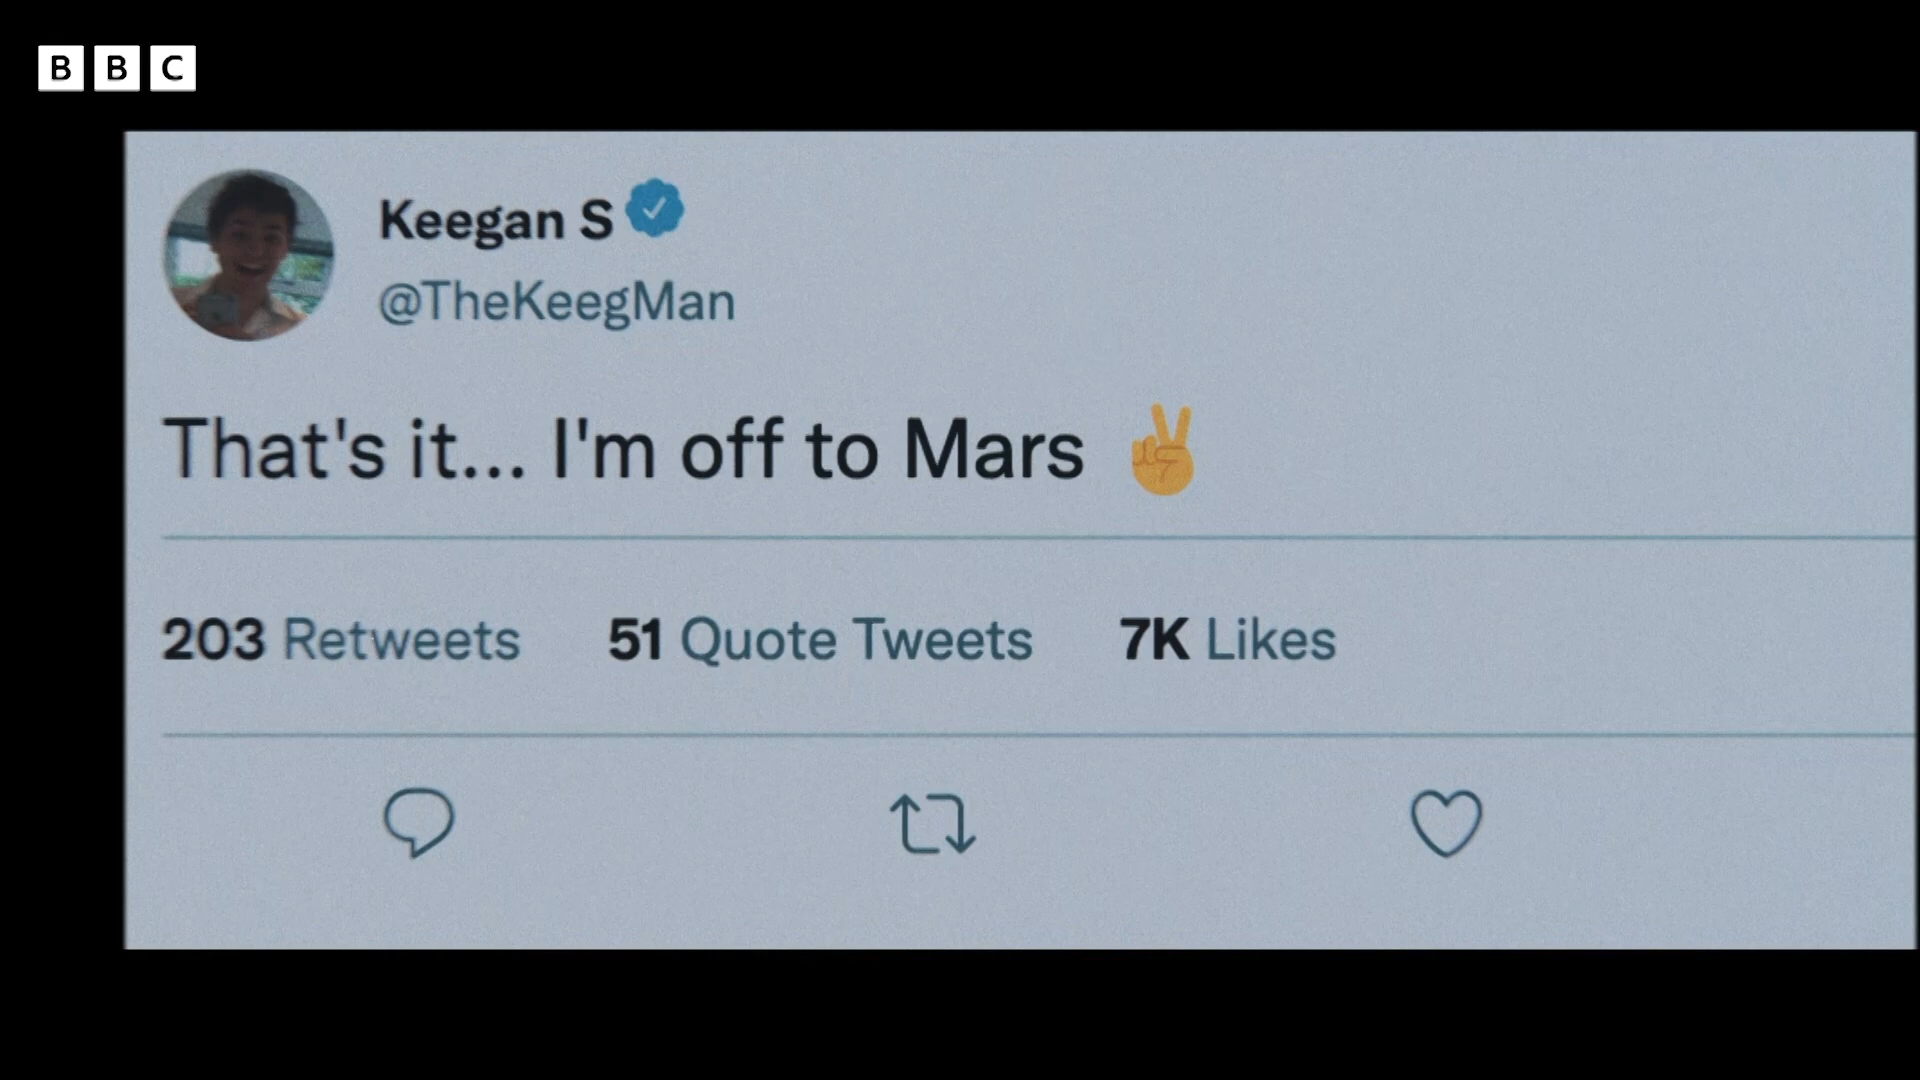 BBC
Keegan S
@TheKeegMan
That's it... I'm off to Mars ✌️
203 Retweets 51 Quote Tweets 7K Likes